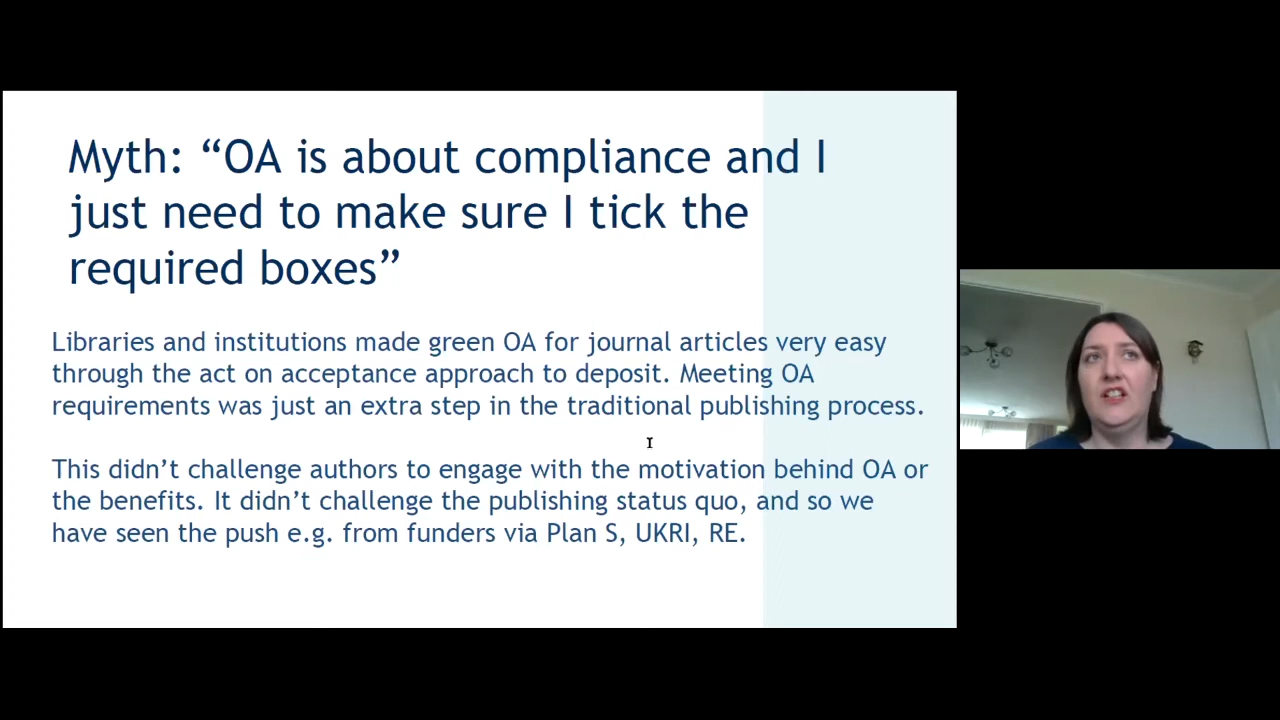 Myth: “OA is about compliance and I
just need to make sure I tick the
required boxes”
Libraries and institutions made green OA for journal articles very easy
through the act on acceptance approach to deposit. Meeting OA
requirements was just an extra step in the traditional publishing process.
This didn’t challenge authors to engage with the motivation behind OA or
the benefits. It didn’t challenge the publishing status quo, and so we
have seen the push e.g. from funders via Plan S, UKRI, RE.